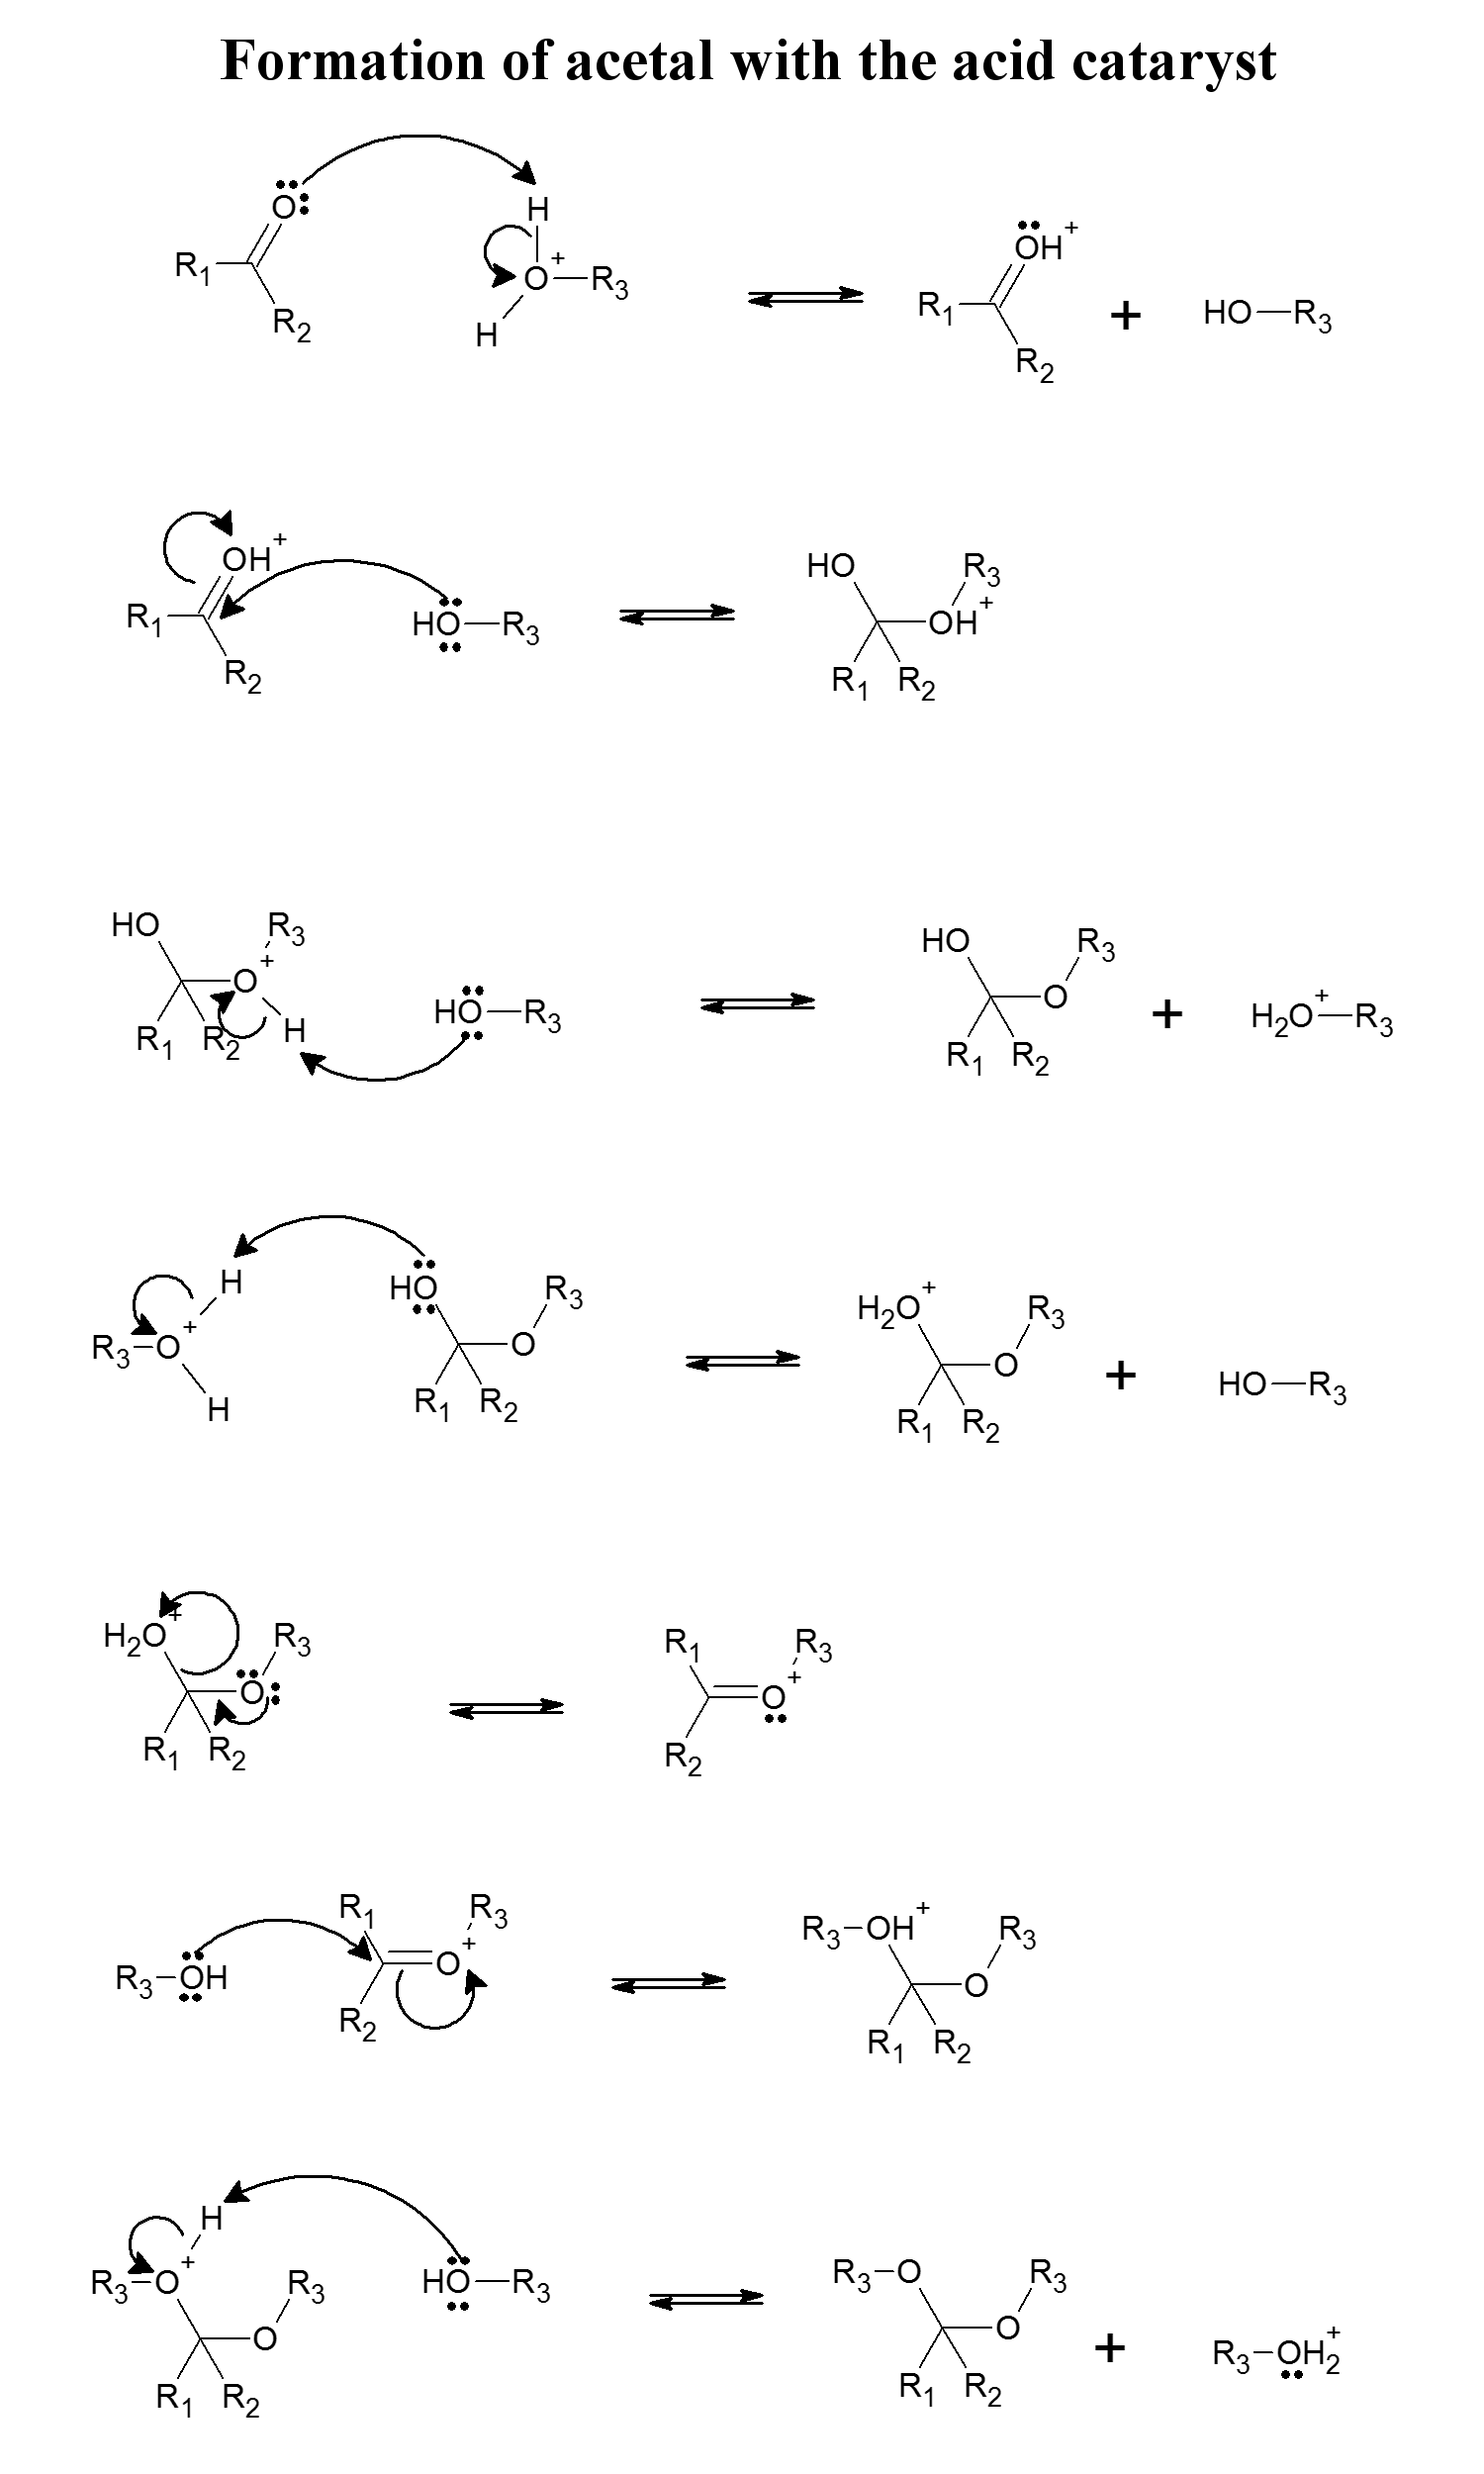 Formation of acetal with the acid cataryst
O R₁ R₂ H O⁺ R₃ H OH⁺ R₁ R₂ + HO R₃
OH⁺ R₁ R₂ HO R₃ HO R₃ OH⁺ R₁ R₂
HO R₃ O⁺ H R₁ R₂ HO R₃ HO R₃ O R₁ R₂ + H₂O⁺ R₃
H R₃ O⁺ H HO R₃ O R₁ R₂ H₂O⁺ R₃ O R₁ R₂ + HO R₃
H₂O⁺ R₃ O R₁ R₂ R₁ R₃ O⁺ R₂
R₃ OH R₁ R₃ O⁺ R₂ R₃ OH⁺ R₃ O R₁ R₂
H R₃ O⁺ R₃ O R₁ R₂ HO R₃ R₃ O R₃ O R₁ R₂ + R₃ OH₂⁺